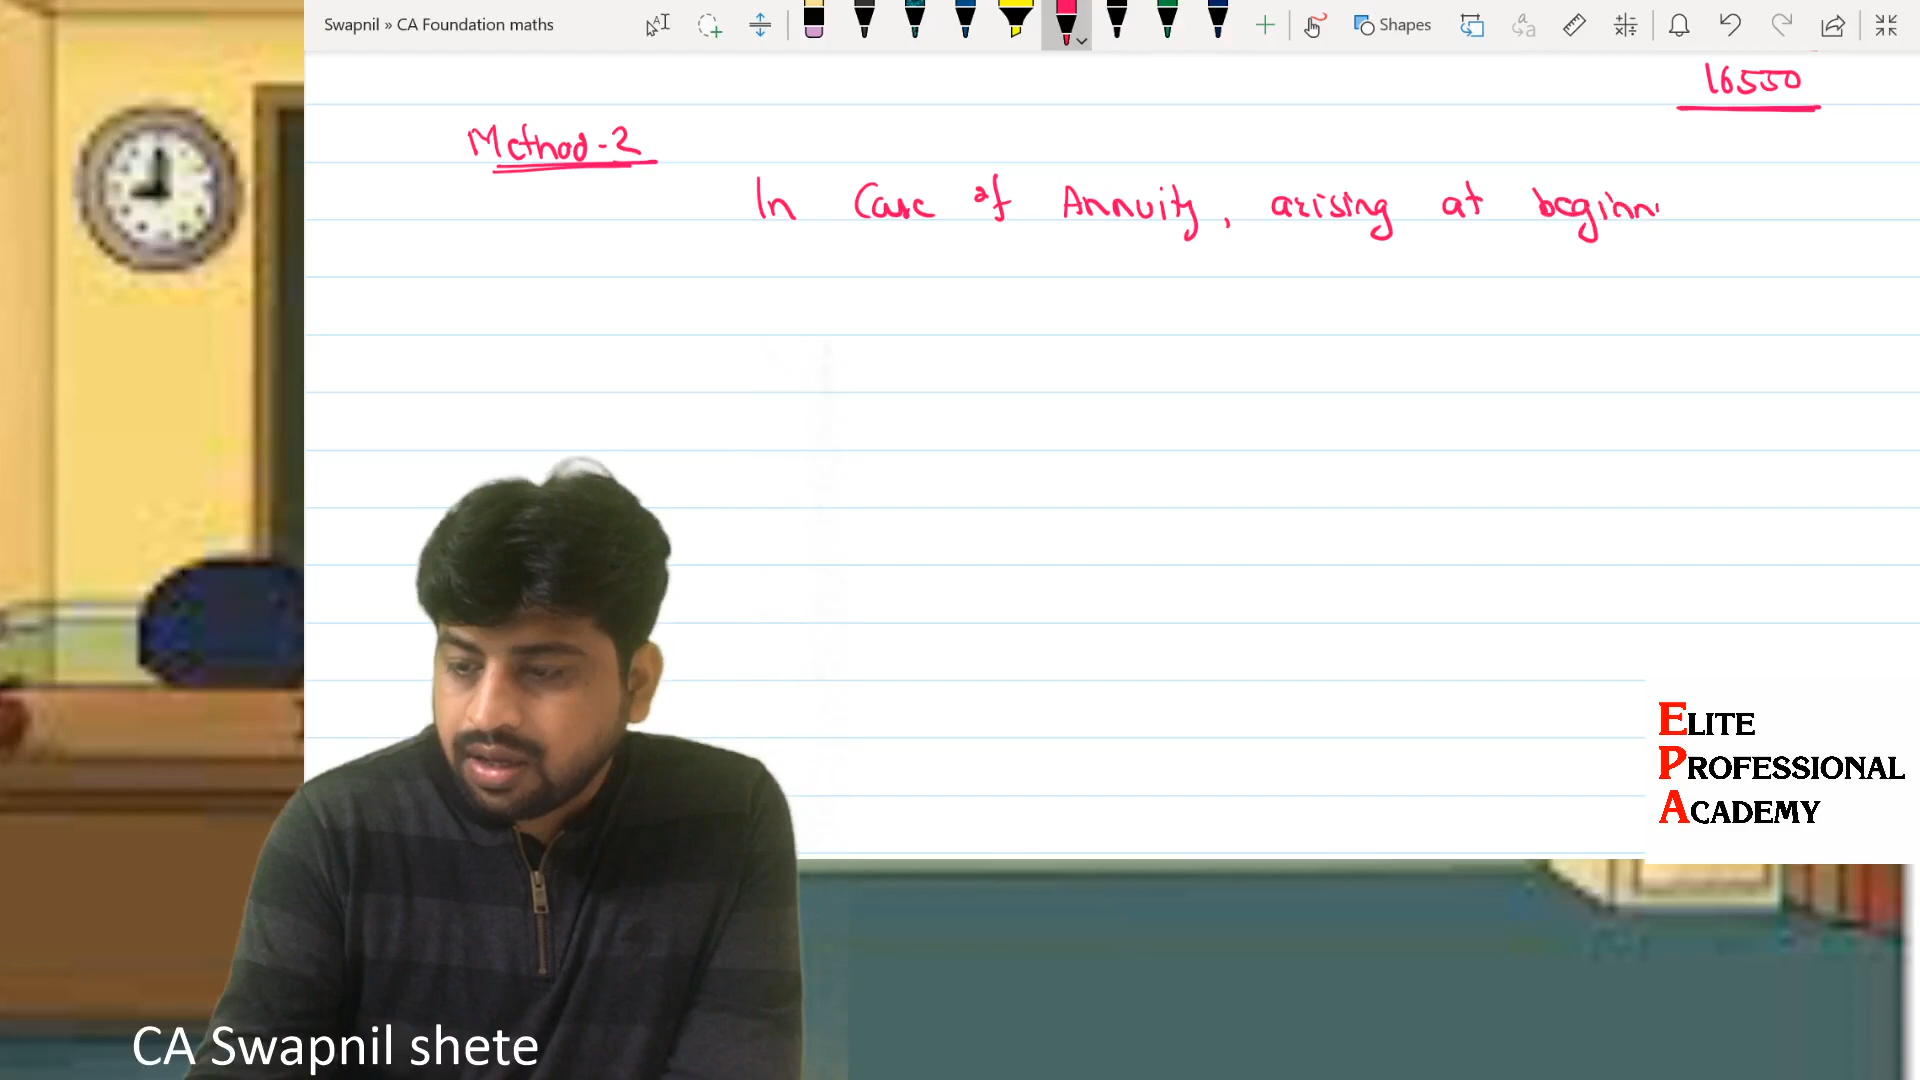 Swapnil » CA Foundation maths
Shapes
16550
Method-2
In Case of Annuity, arising at beginn
ELITE
PROFESSIONAL
ACADEMY
CA Swapnil shete